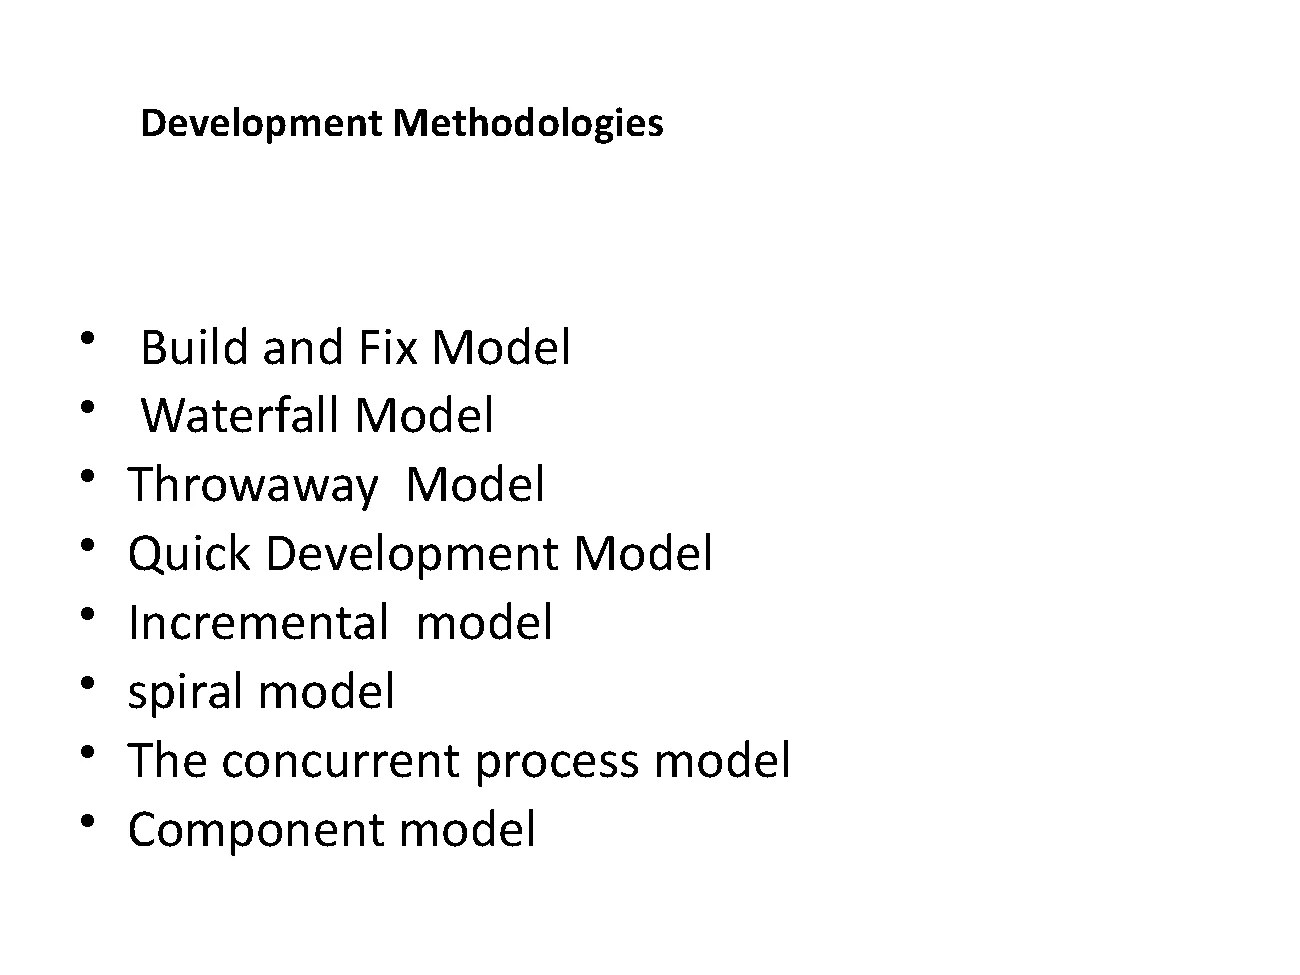 Development Methodologies
• Build and Fix Model
• Waterfall Model
• Throwaway  Model
• Quick Development Model
• Incremental  model
• spiral model
• The concurrent process model
• Component model